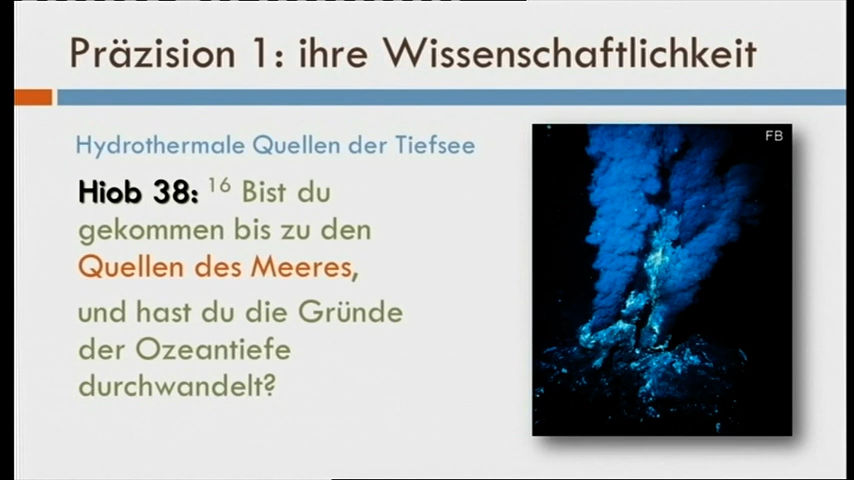 Präzision 1: ihre Wissenschaftlichkeit
Hydrothermale Quellen der Tiefsee
Hiob 38: 16 Bist du
gekommen bis zu den
Quellen des Meeres,
und hast du die Gründe
der Ozeantiefe
durchwandelt?
FB